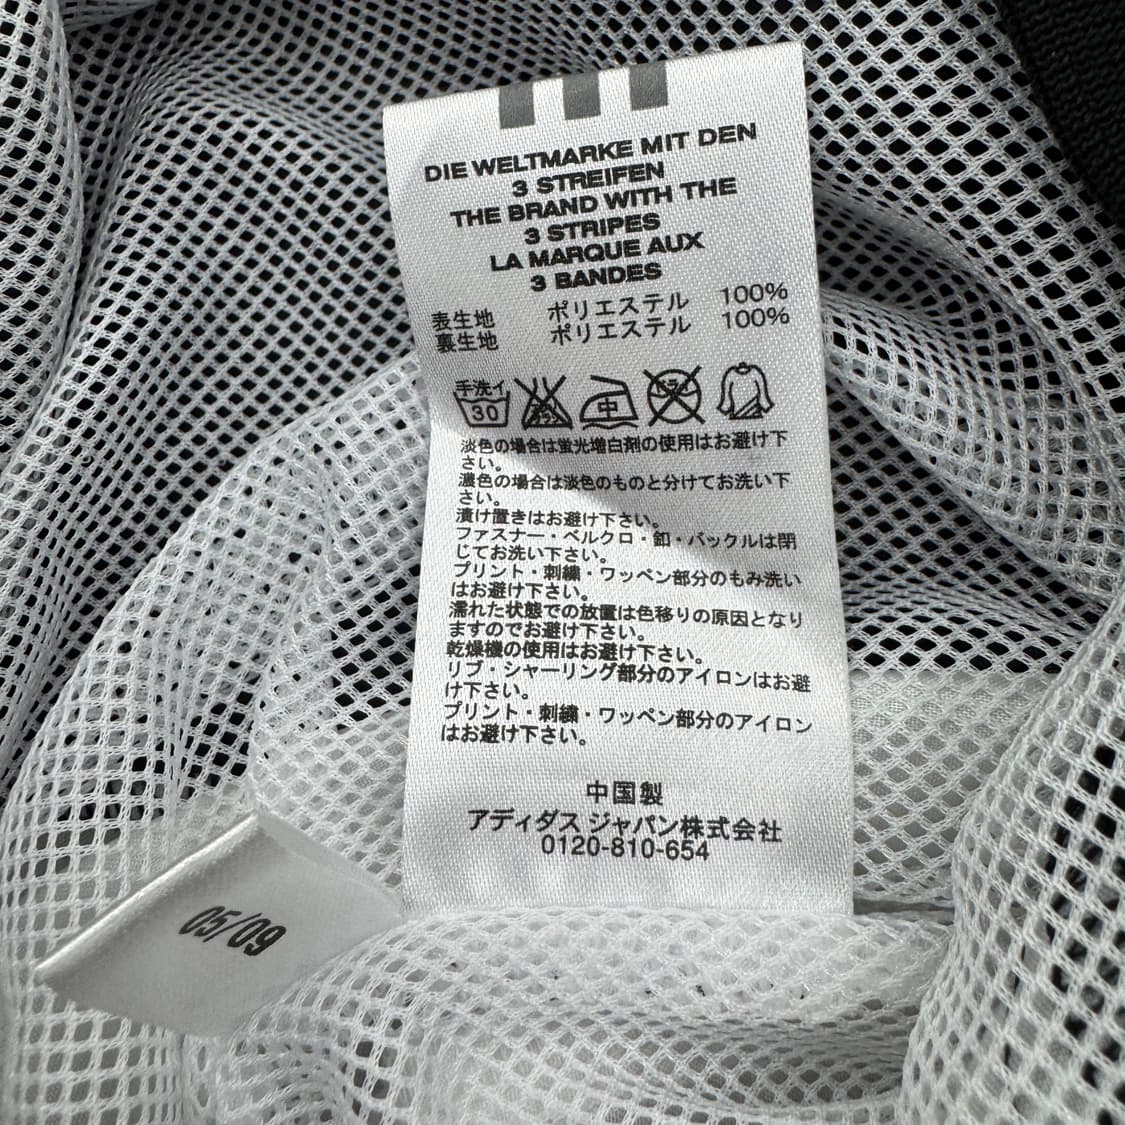 DIE WELTMARKE MIT DEN
3 STREIFEN
THE BRAND WITH THE
3 STRIPES
LA MARQUE AUX
3 BANDES
表生地 ポリエステル 100%
裏生地 ポリエステル 100%
手洗イ
30
中
淡色の場合は蛍光増白剤の使用はお避け下
さい。
濃色の場合は淡色のものと分けてお洗い下
さい。
漬け置きはお避け下さい。
ファスナー・ベルクロ・釦・バックルは閉
じてお洗い下さい。
プリント・刺繍・ワッペン部分のもみ洗い
はお避け下さい。
濡れた状態での放置は色移りの原因となり
ますのでお避け下さい。
乾燥機の使用はお避け下さい。
リブ・シャーリング部分のアイロンはお避
け下さい。
プリント・刺繍・ワッペン部分のアイロン
はお避け下さい。
中国製
アディダス ジャパン株式会社
0120-810-654
05/09